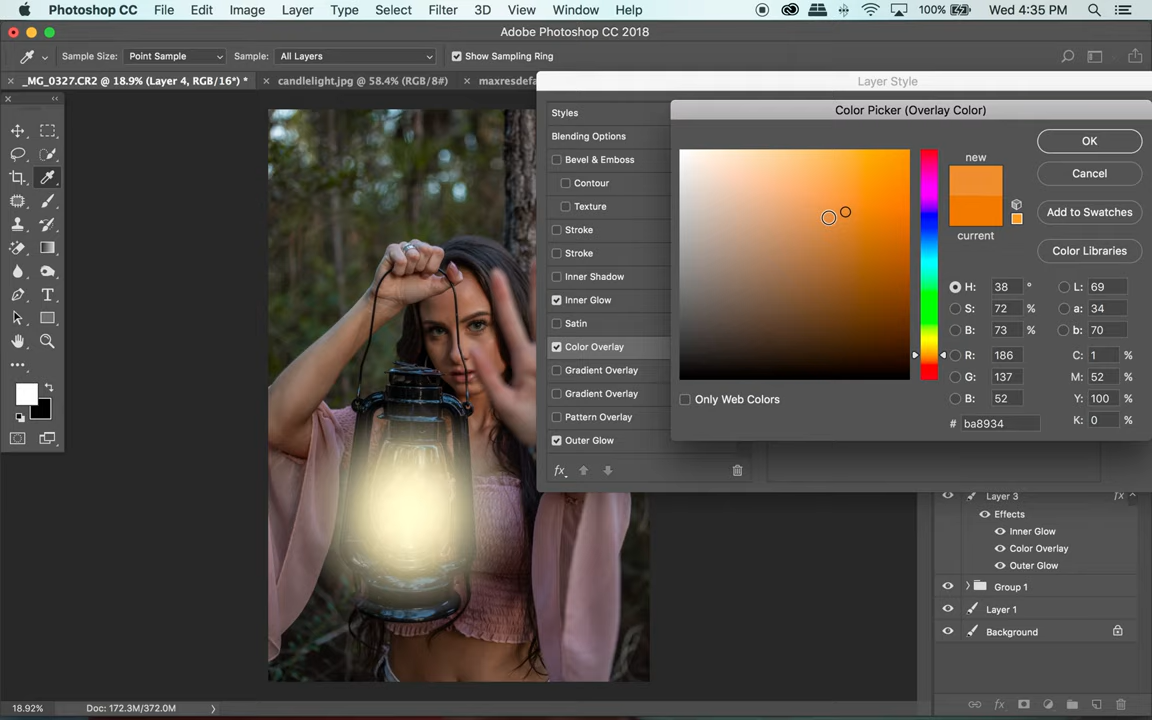 Photoshop CC File Edit Image Layer Type Select Filter 3D View Window Help 100% Wed 4:35 PM
Adobe Photoshop CC 2018
Sample Size: Point Sample Sample: All Layers Show Sampling Ring
_MG_0327.CR2 @ 18.9% (Layer 4, RGB/16*) * candlelight.jpg @ 58.4% (RGB/8#) maxresdefa
Layer Style
Styles
Blending Options
Bevel & Emboss
Contour
Texture
Stroke
Stroke
Inner Shadow
Inner Glow
Satin
Color Overlay
Gradient Overlay
Gradient Overlay
Pattern Overlay
Outer Glow
fx
Color Picker (Overlay Color)
new
current
OK
Cancel
Add to Swatches
Color Libraries
H: 38 ° L: 69
S: 72 % a: 34
B: 73 % b: 70
R: 186 C: 1 %
G: 137 M: 52 %
B: 52 Y: 100 %
K: 0 %
# ba8934
Only Web Colors
Layer 3 fx
Effects
Inner Glow
Color Overlay
Outer Glow
Group 1
Layer 1
Background
fx
18.92% Doc: 172.3M/372.0M